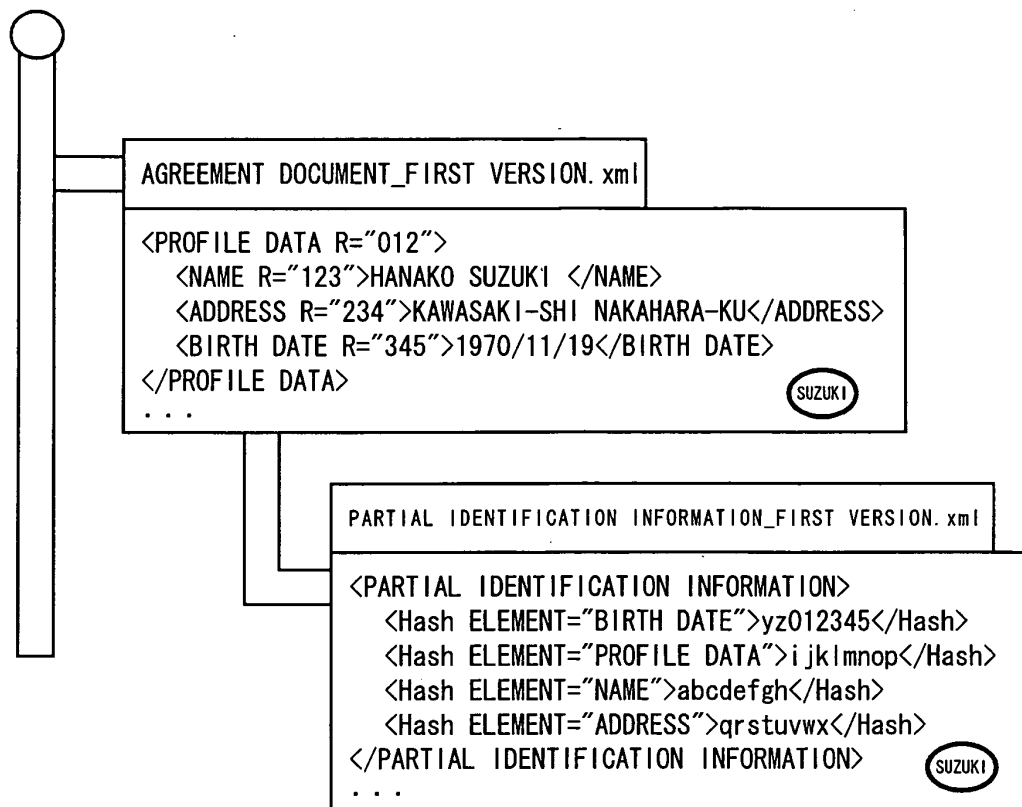 AGREEMENT DOCUMENT_FIRST VERSION.xml
<PROFILE DATA R="012">
<NAME R="123">HANAKO SUZUKI </NAME>
<ADDRESS R="234">KAWASAKI-SHI NAKAHARA-KU</ADDRESS>
<BIRTH DATE R="345">1970/11/19</BIRTH DATE>
</PROFILE DATA>
SUZUKI
...
PARTIAL IDENTIFICATION INFORMATION_FIRST VERSION.xml
<PARTIAL IDENTIFICATION INFORMATION>
<Hash ELEMENT="BIRTH DATE">yz012345</Hash>
<Hash ELEMENT="PROFILE DATA">ijklmnop</Hash>
<Hash ELEMENT="NAME">abcdefgh</Hash>
<Hash ELEMENT="ADDRESS">qrstuvwx</Hash>
</PARTIAL IDENTIFICATION INFORMATION>
SUZUKI
...